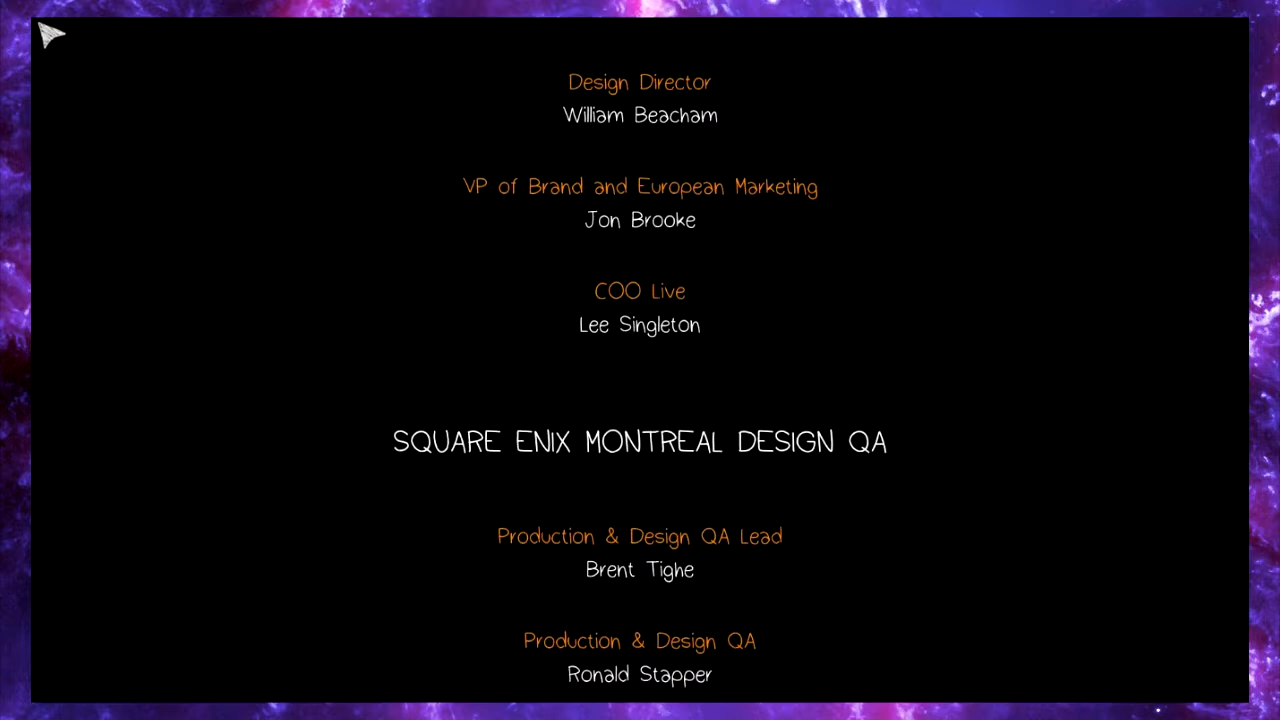 Design Director
William Beacham
VP of Brand and European Marketing
Jon Brooke
COO Live
Lee Singleton
SQUARE ENIX MONTREAL DESIGN QA
Production & Design QA Lead
Brent Tighe
Production & Design QA
Ronald Stapper